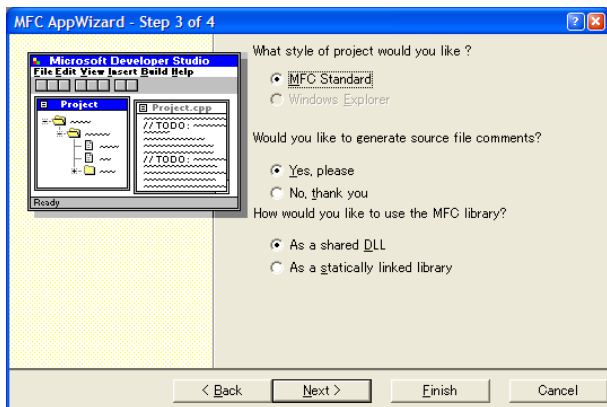 MFC AppWizard - Step 3 of 4
Microsoft Developer Studio
File Edit View Insert Build Help
Project
Project.cpp
// TODO:
// TODO:
Ready
What style of project would you like ?
MFC Standard
Windows Explorer
Would you like to generate source file comments?
Yes, please
No, thank you
How would you like to use the MFC library?
As a shared DLL
As a statically linked library
< Back
Next >
Finish
Cancel